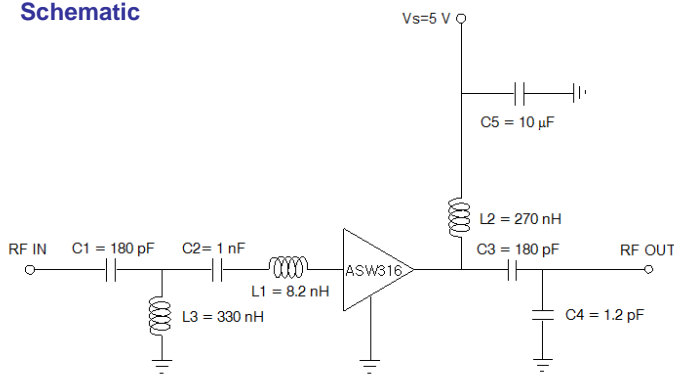 Schematic
Vs=5 V
C5 = 10 µF
L2 = 270 nH
RF IN
C1 = 180 pF
C2= 1 nF
C3 = 180 pF
RF OUT
ASW316
L1 = 8.2 nH
L3 = 330 nH
C4 = 1.2 pF